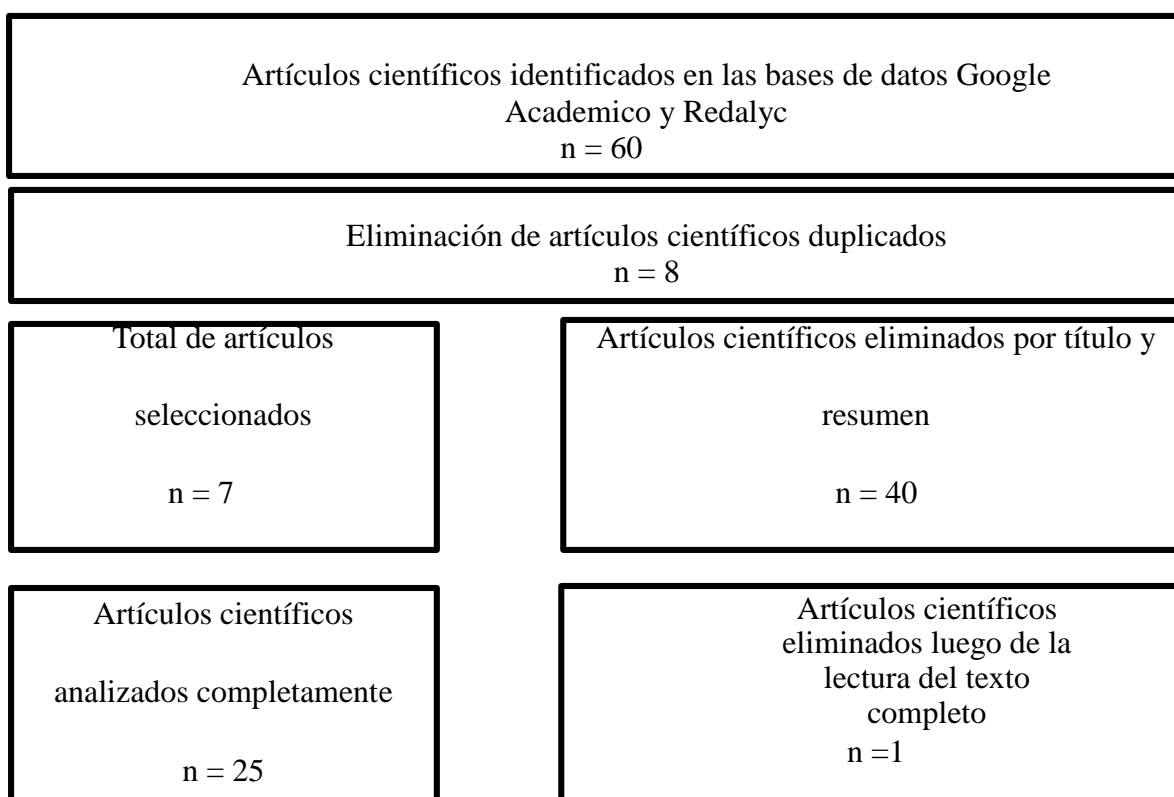 Artículos científicos identificados en las bases de datos Google
Academico y Redalyc
n = 60
Eliminación de artículos científicos duplicados
n = 8
Total de artículos
seleccionados
n = 7
Artículos científicos eliminados por título y
resumen
n = 40
Artículos científicos
analizados completamente
n = 25
Artículos científicos
eliminados luego de la
lectura del texto
completo
n =1